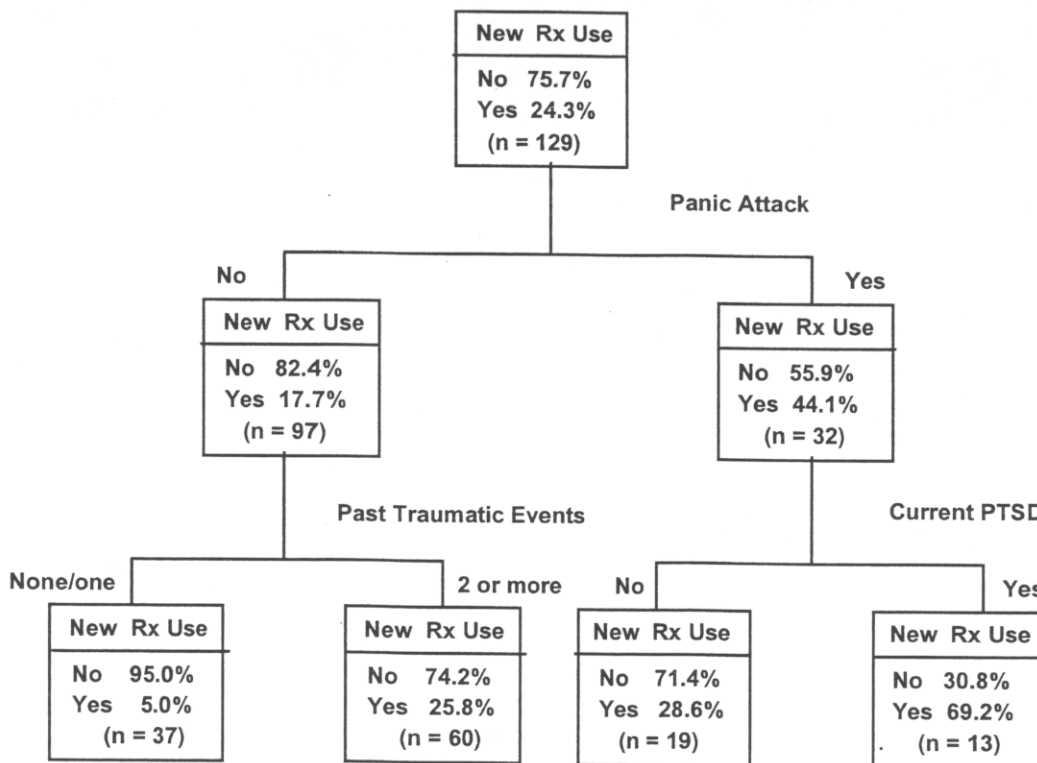 New Rx Use
No 75.7%
Yes 24.3%
(n = 129)
Panic Attack
No
Yes
New Rx Use
No 82.4%
Yes 17.7%
(n = 97)
New Rx Use
No 55.9%
Yes 44.1%
(n = 32)
Past Traumatic Events
Current PTSD
None/one
2 or more
No
Yes
New Rx Use
No 95.0%
Yes 5.0%
(n = 37)
New Rx Use
No 74.2%
Yes 25.8%
(n = 60)
New Rx Use
No 71.4%
Yes 28.6%
(n = 19)
New Rx Use
No 30.8%
Yes 69.2%
(n = 13)